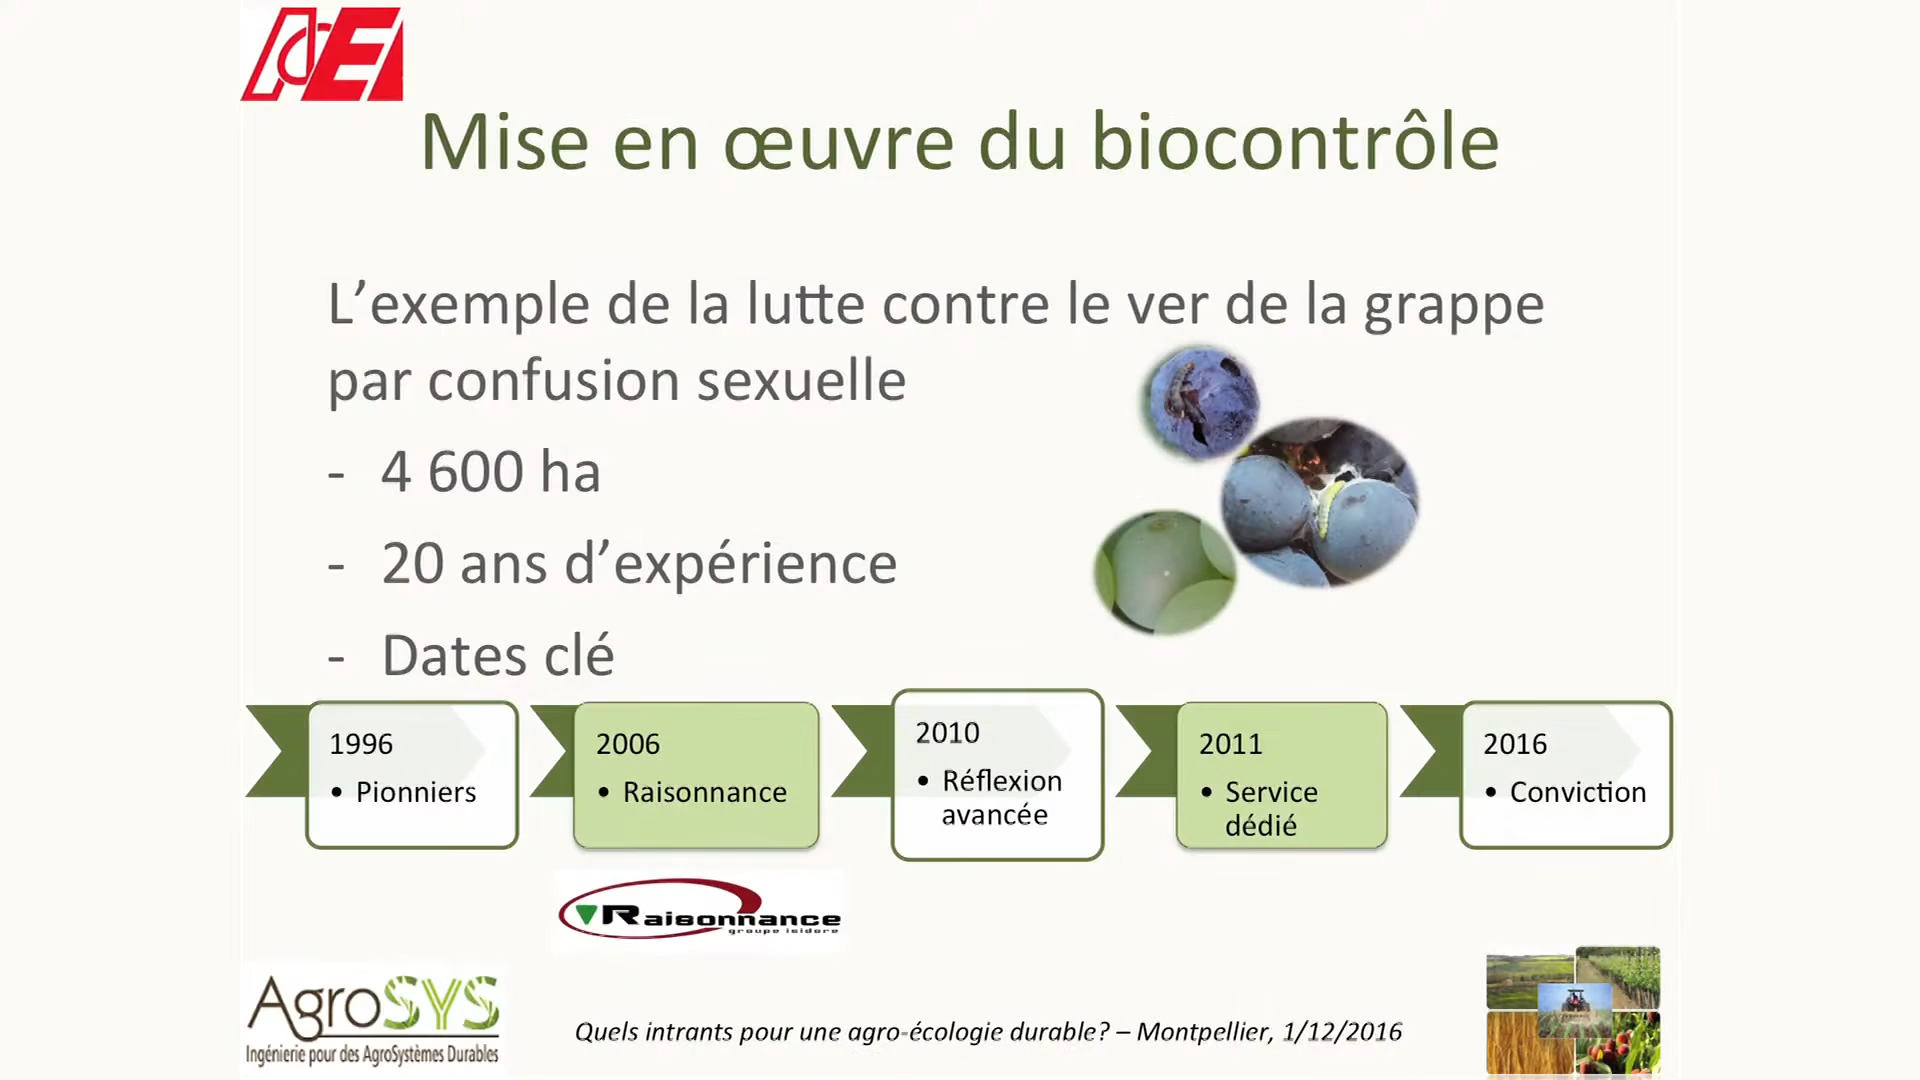 Mise en œuvre du biocontrôle
L’exemple de la lutte contre le ver de la grappe
par confusion sexuelle
- 4 600 ha
- 20 ans d’expérience
- Dates clé
1996
• Pionniers
2006
• Raisonnance
2010
• Réflexion
avancée
2011
• Service
dédié
2016
• Conviction
Raisonnance
groupe isidore
AgroSYS
Ingénierie pour des AgroSystèmes Durables
Quels intrants pour une agro-écologie durable? – Montpellier, 1/12/2016